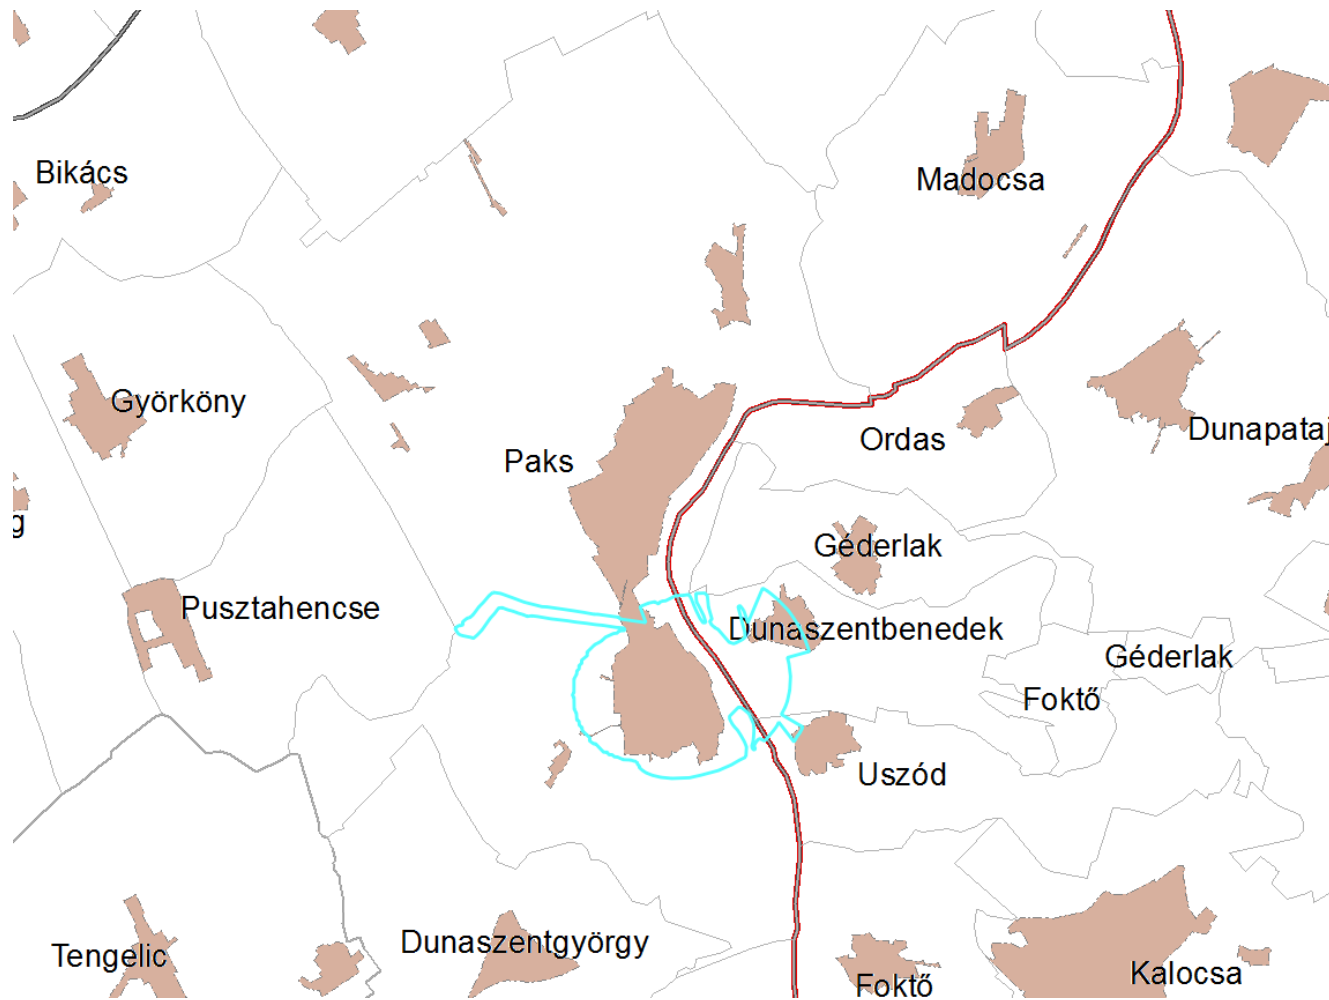 Bikács
Madocsa
Györköny
Dunapataj
Ordas
Paks
g
Géderlak
Pusztahencse
Dunaszentbenedek
Géderlak
Foktő
Uszód
Dunaszentgyörgy
Tengelic
Kalocsa
Foktő